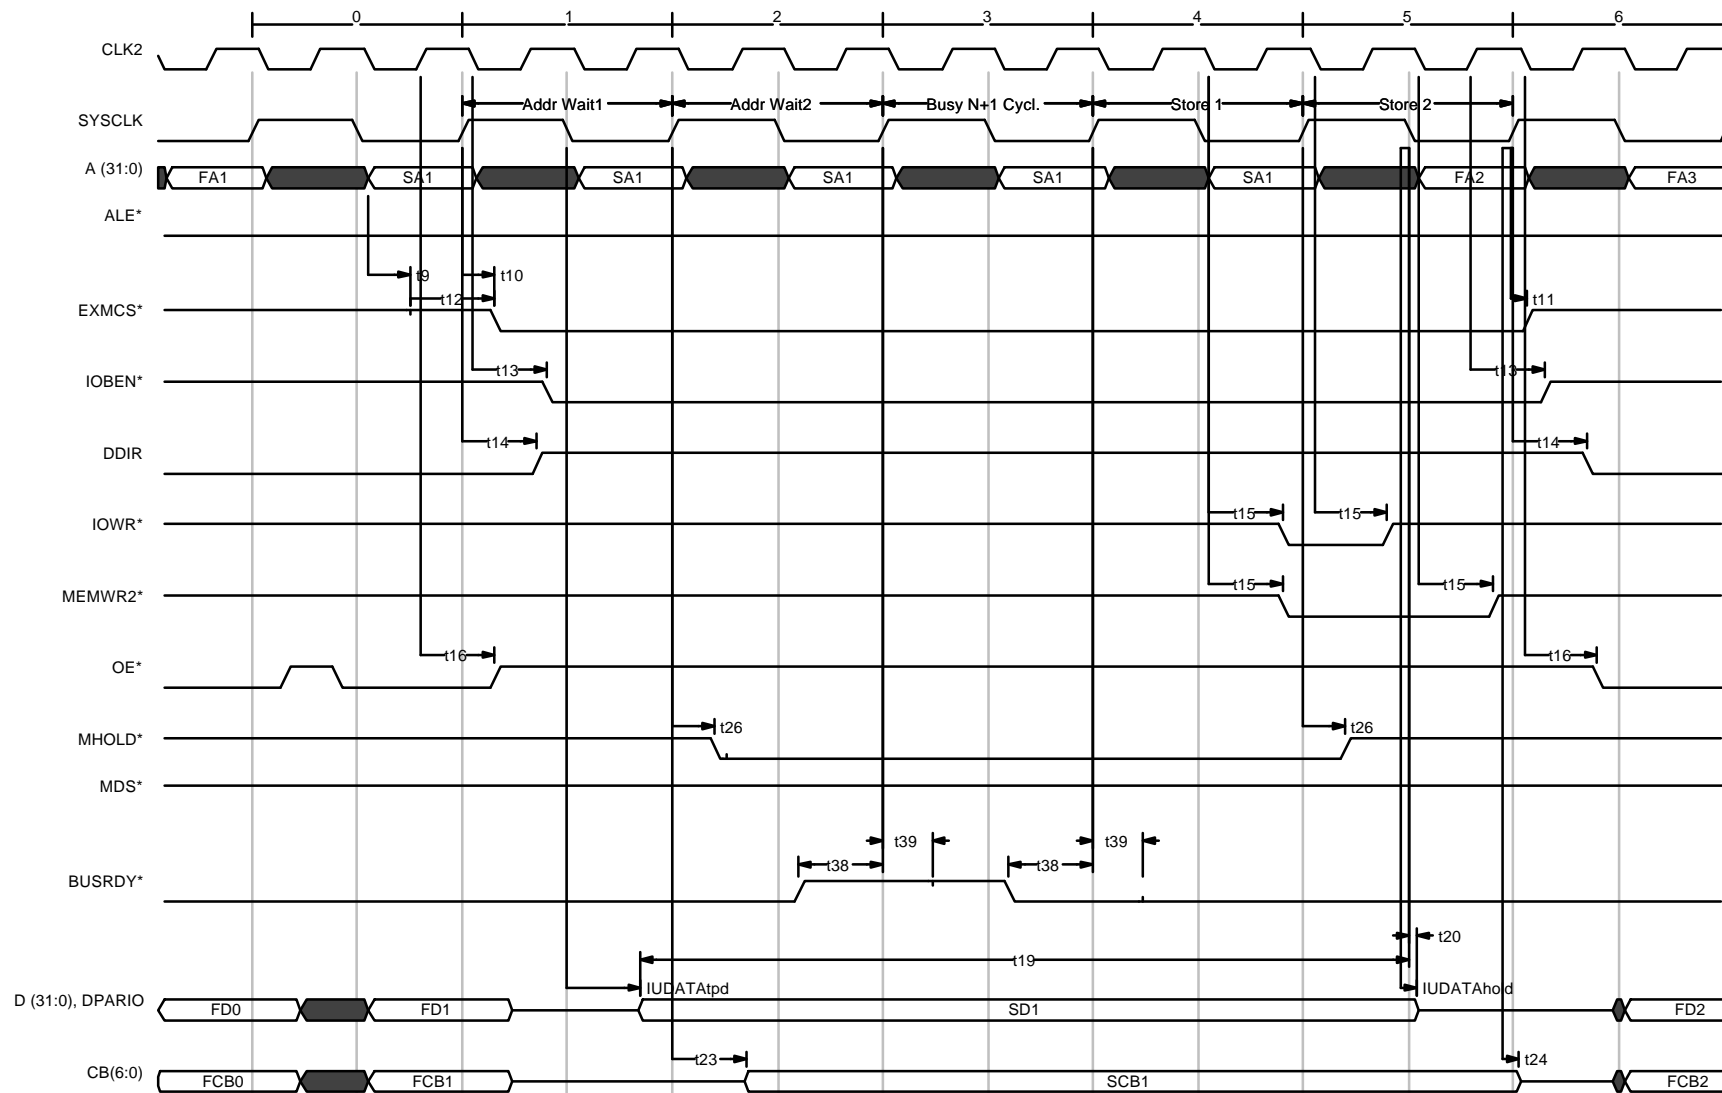 0 1 2 3 4 5 6
CLK2
Addr Wait1 Addr Wait2 Busy N+1 Cycl. Store 1 Store 2
SYSCLK
A (31:0) FA1 SA1 SA1 SA1 SA1 SA1 FA2 FA3
ALE*
t9 t10
t12 t11
EXMCS*
t13 t13
IOBEN*
t14 t14
DDIR
t15 t15
IOWR*
t15 t15
MEMWR2*
t16 t16
OE*
t26 t26
MHOLD*
MDS*
t39 t39
t38 t38
BUSRDY*
t20
t19
IUDATAtpd IUDATAhold
D (31:0), DPARIO FD0 FD1 SD1 FD2
t23 t24
CB(6:0) FCB0 FCB1 SCB1 FCB2